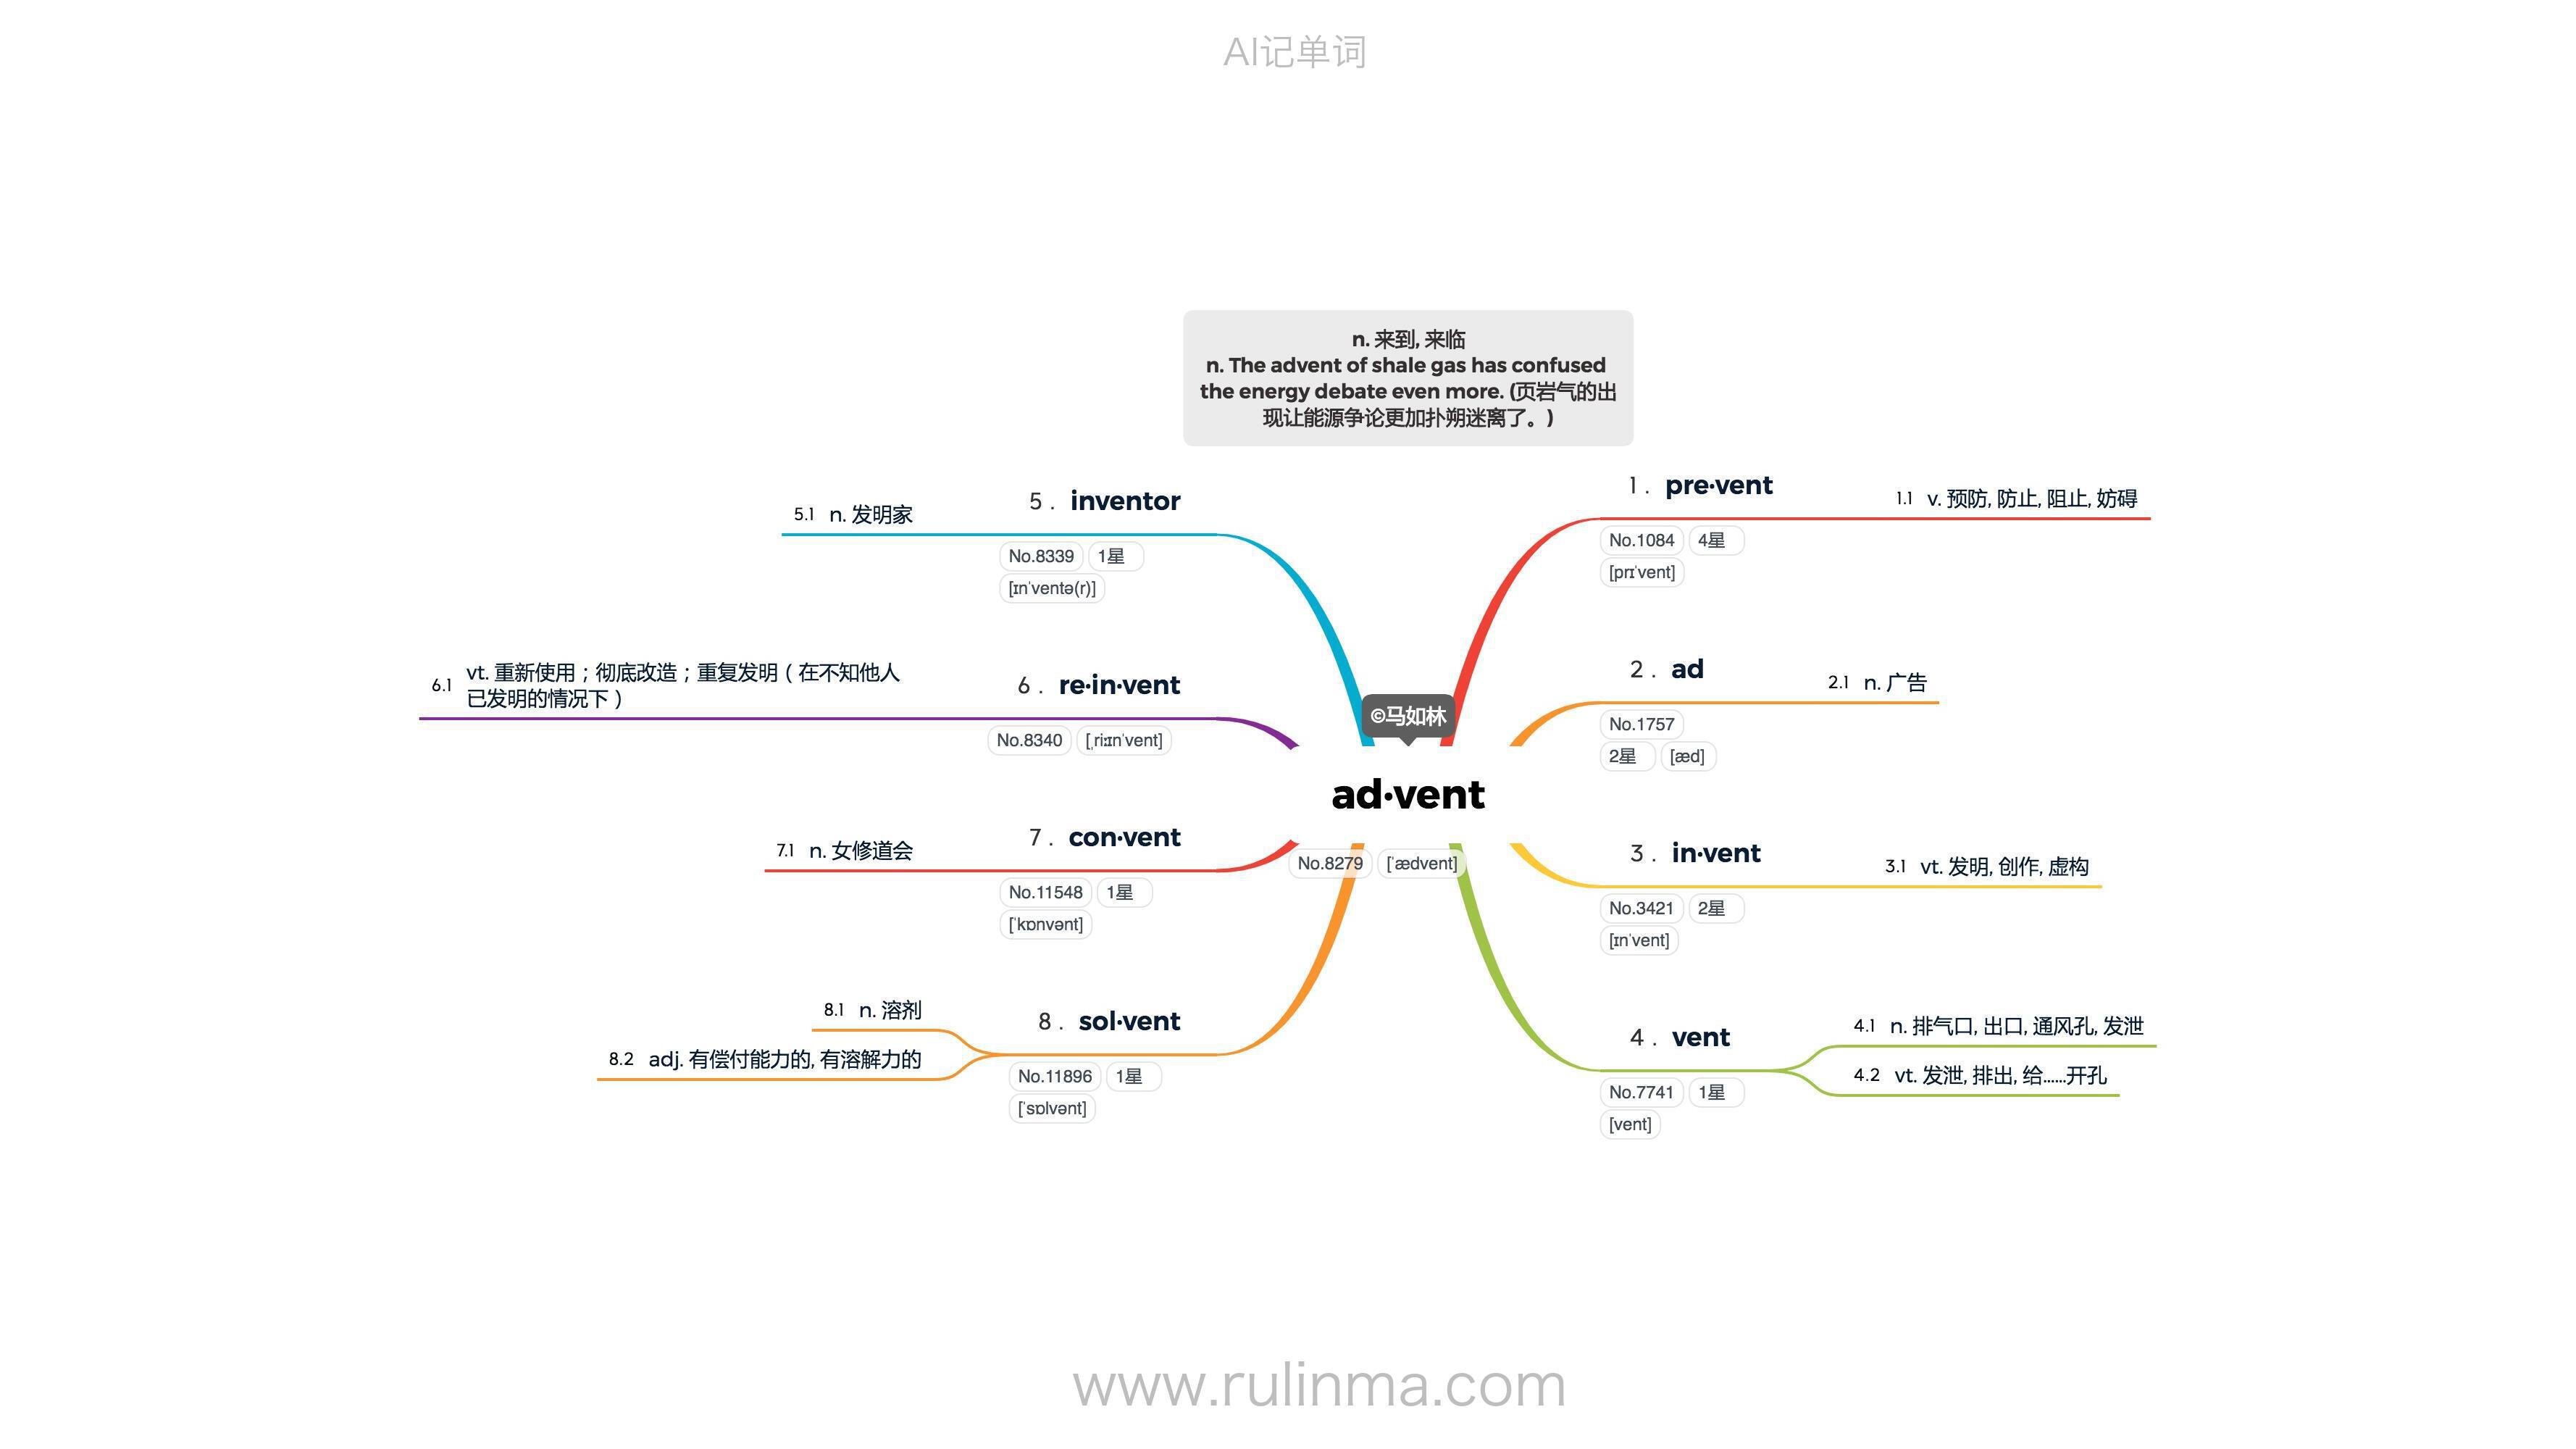 AI记单词
n. 来到, 来临
n. The advent of shale gas has confused
the energy debate even more. (页岩气的出
现让能源争论更加扑朔迷离了。)
©马如林
ad·vent
No.8279 [ˈædvent]
1 . pre·vent
No.1084 4星
[prɪˈvent]
1.1 v. 预防, 防止, 阻止, 妨碍
2 . ad
No.1757
2星 [æd]
2.1 n. 广告
3 . in·vent
No.3421 2星
[ɪnˈvent]
3.1 vt. 发明, 创作, 虚构
4 . vent
No.7741 1星
[vent]
4.1 n. 排气口, 出口, 通风孔, 发泄
4.2 vt. 发泄, 排出, 给……开孔
5 . inventor
No.8339 1星
[ɪnˈventə(r)]
5.1 n. 发明家
6 . re·in·vent
No.8340 [ˌriːɪnˈvent]
6.1 vt. 重新使用；彻底改造；重复发明（在不知他人
已发明的情况下）
7 . con·vent
No.11548 1星
[ˈkɒnvənt]
7.1 n. 女修道会
8 . sol·vent
No.11896 1星
[ˈsɒlvənt]
8.1 n. 溶剂
8.2 adj. 有偿付能力的, 有溶解力的
www.rulinma.com